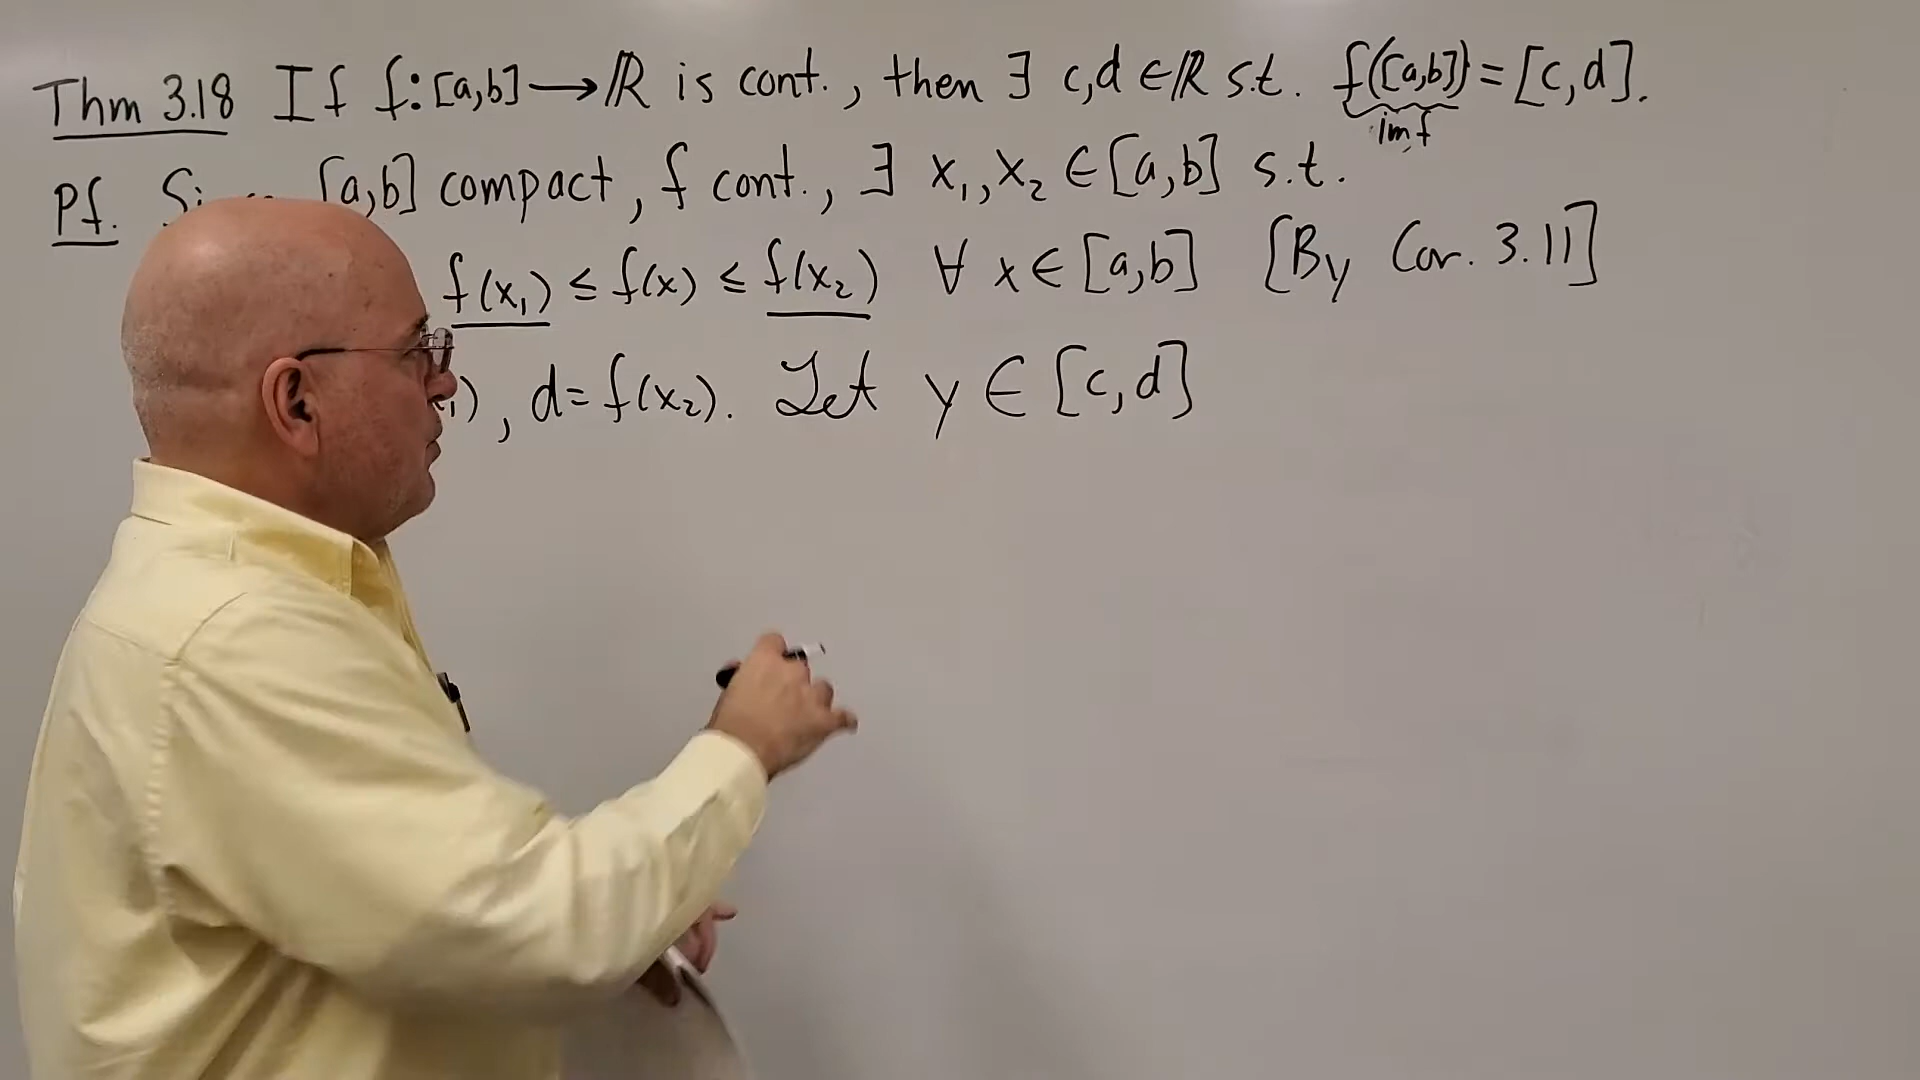 Thm 3.18 If f: [a,b] → ℝ is cont., then ∃ c,d ∈ ℝ s.t. f([a,b]) = [c,d].
im f
Pf. [a,b] compact, f cont., ∃ x₁, x₂ ∈ [a,b] s.t.
f(x₁) ≤ f(x) ≤ f(x₂) ∀ x ∈ [a,b] [By Cor. 3.11]
, d = f(x₂). Let y ∈ [c,d]